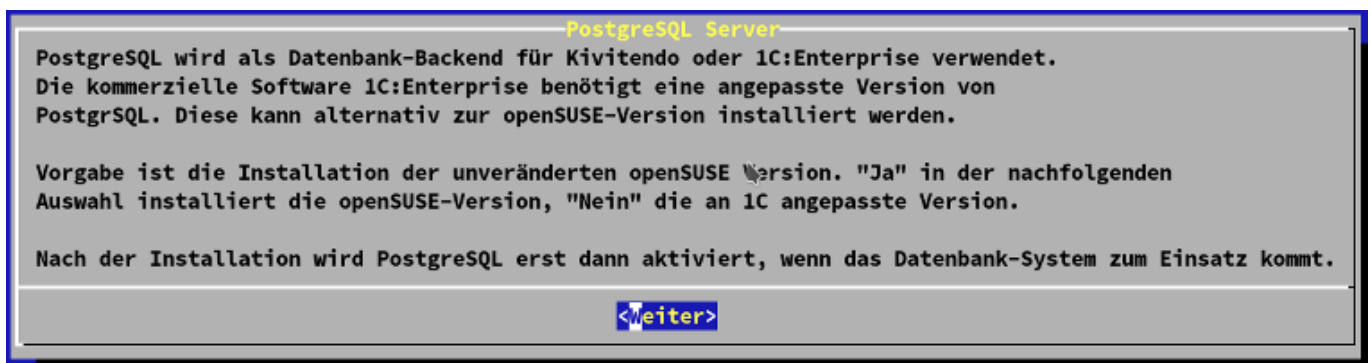 PostgreSQL Server
PostgreSQL wird als Datenbank-Backend für Kivitendo oder 1C:Enterprise verwendet.
Die kommerzielle Software 1C:Enterprise benötigt eine angepasste Version von
PostgrSQL. Diese kann alternativ zur openSUSE-Version installiert werden.
Vorgabe ist die Installation der unveränderten openSUSE Version. "Ja" in der nachfolgenden
Auswahl installiert die openSUSE-Version, "Nein" die an 1C angepasste Version.
Nach der Installation wird PostgreSQL erst dann aktiviert, wenn das Datenbank-System zum Einsatz kommt.
<Weiter>